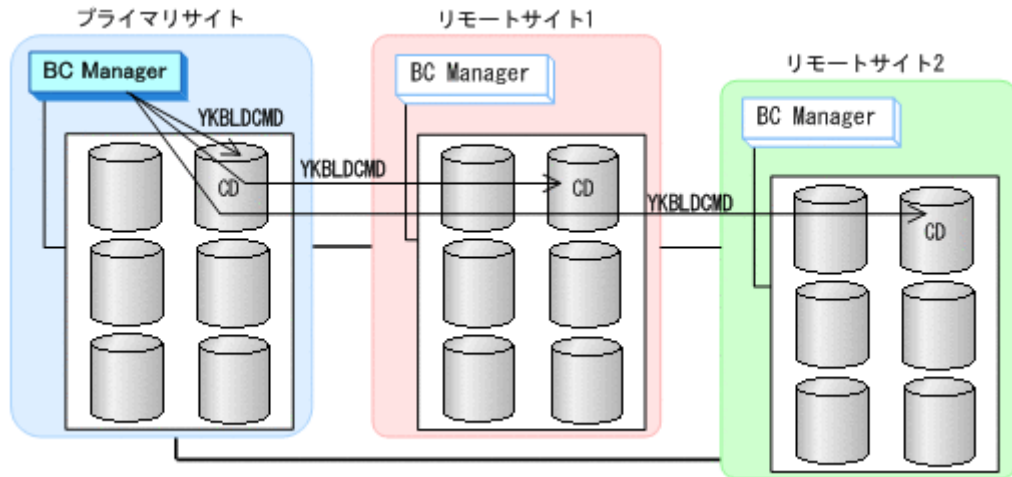 プライマリサイト
リモートサイト1
リモートサイト2
BC Manager
BC Manager
BC Manager
YKBLDCMD
YKBLDCMD
YKBLDCMD
CD
CD
CD